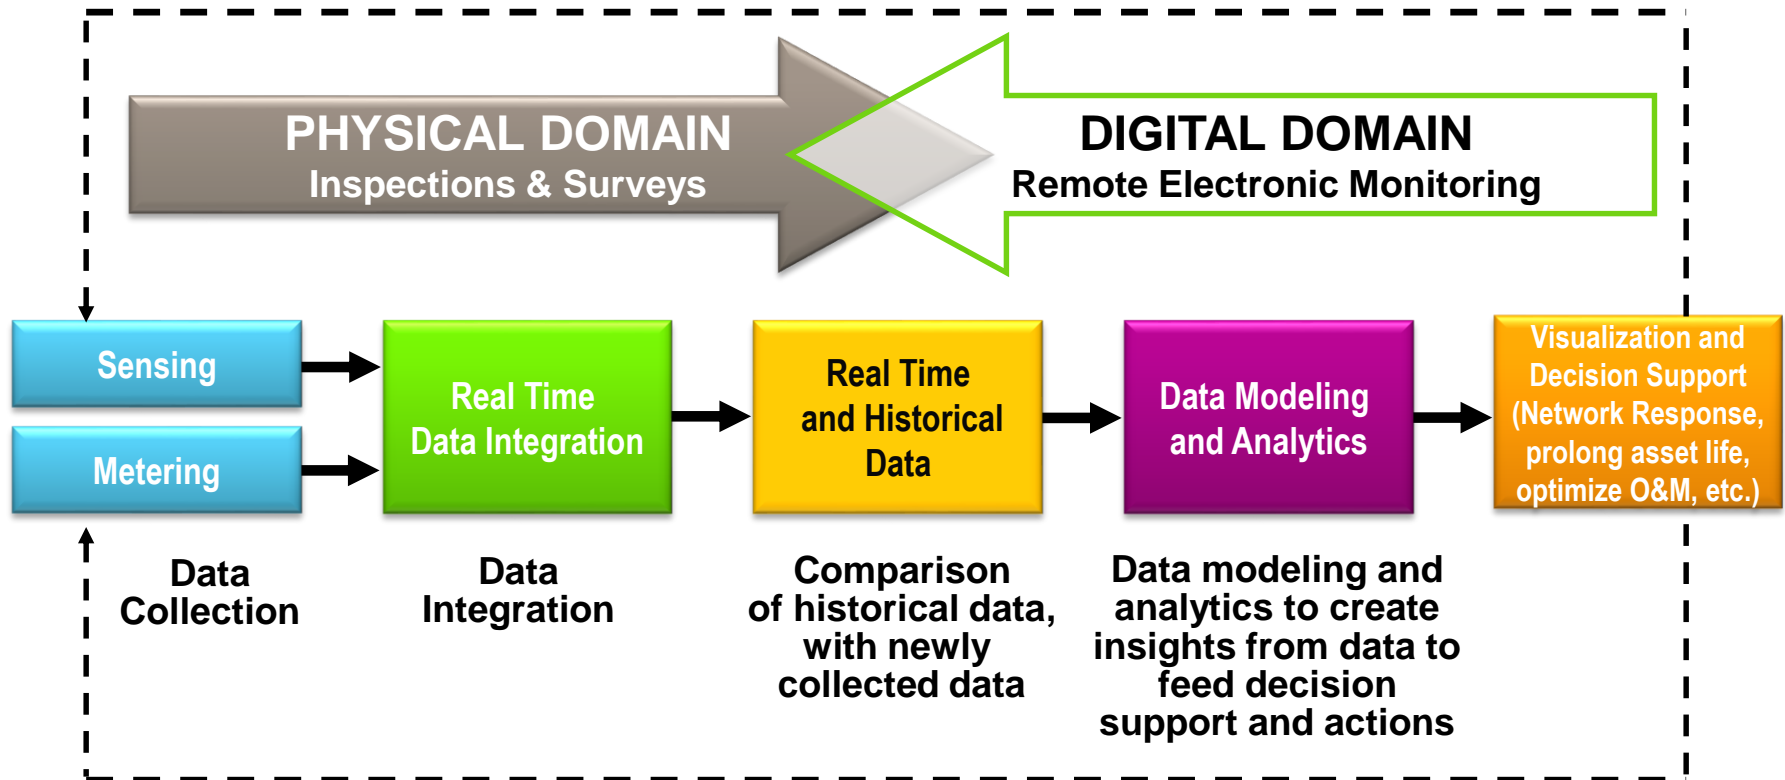 PHYSICAL DOMAIN
Inspections & Surveys
DIGITAL DOMAIN
Remote Electronic Monitoring
Sensing
Metering
Real Time
Data Integration
Real Time
and Historical
Data
Data Modeling
and Analytics
Visualization and
Decision Support
(Network Response,
prolong asset life,
optimize O&M, etc.)
Data
Collection
Data
Integration
Comparison
of historical data,
with newly
collected data
Data modeling and
analytics to create
insights from data to
feed decision
support and actions